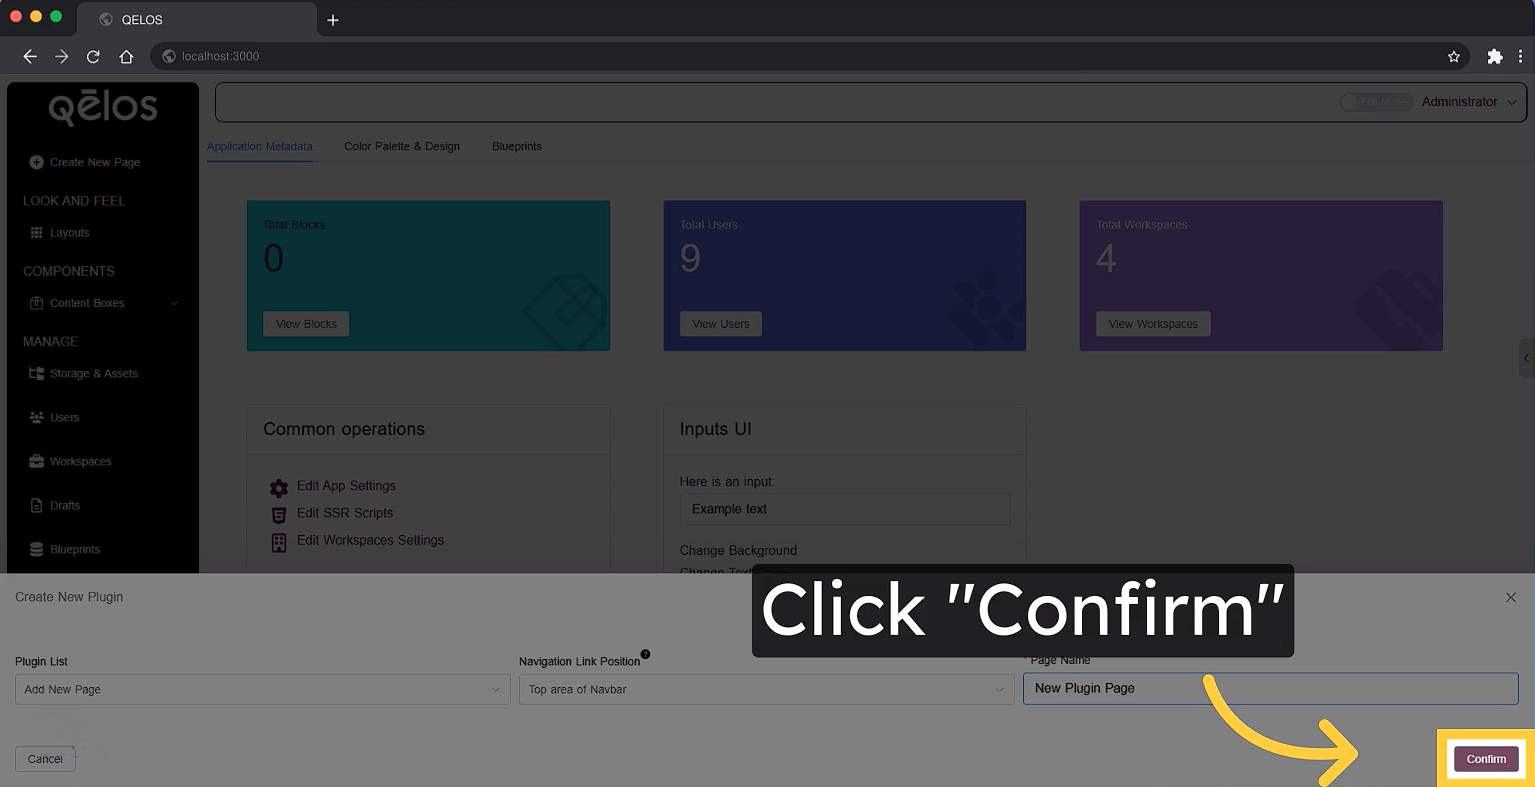 QELOS
localhost:3000
Qēlos
Edit Mode
Administrator
Create New Page
LOOK AND FEEL
Layouts
COMPONENTS
Content Boxes
MANAGE
Storage & Assets
Users
Workspaces
Drafts
Blueprints
Application Metadata
Color Palette & Design
Blueprints
Total Blocks
0
View Blocks
Total Users
9
View Users
Total Workspaces
4
View Workspaces
Common operations
Edit App Settings
Edit SSR Scripts
Edit Workspaces Settings
Inputs UI
Here is an input:
Example text
Change Background
Change Text
Create New Plugin
Click "Confirm"
Plugin List
Add New Page
Navigation Link Position
?
Top area of Navbar
* Page Name
New Plugin Page
Cancel
Confirm